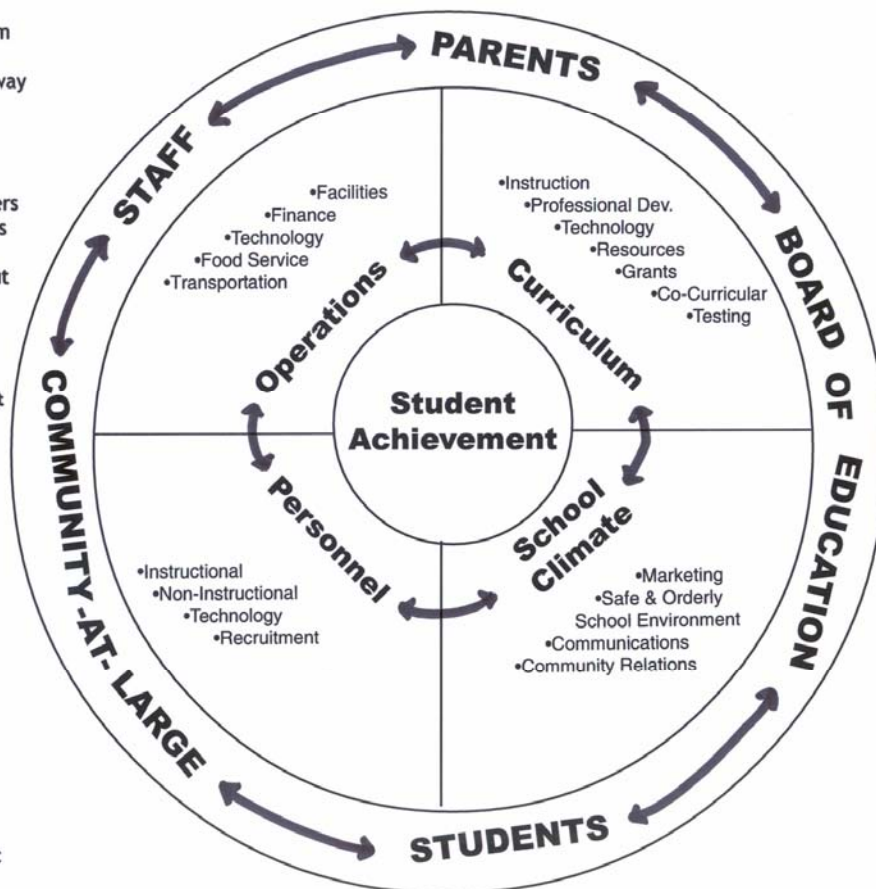 PARENTS
STAFF
BOARD OF EDUCATION
COMMUNITY-AT-LARGE
STUDENTS
•Facilities
•Finance
•Technology
•Food Service
•Transportation
Operations
•Instruction
•Professional Dev.
•Technology
•Resources
•Grants
•Co-Curricular
•Testing
Curriculum
Student
Achievement
Personnel
•Instructional
•Non-Instructional
•Technology
•Recruitment
School
Climate
•Marketing
•Safe & Orderly
School Environment
•Communications
•Community Relations